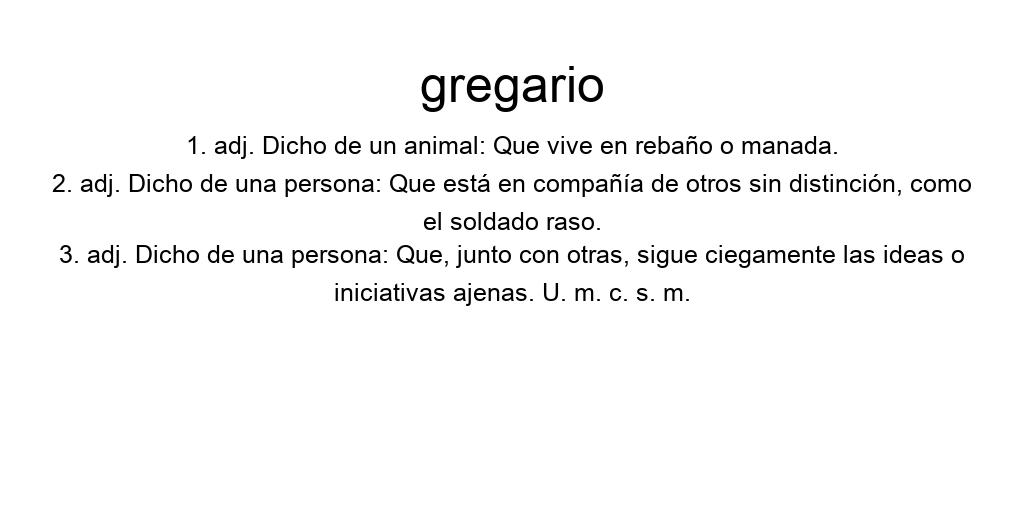 gregario
1. adj. Dicho de un animal: Que vive en rebaño o manada.
2. adj. Dicho de una persona: Que está en compañía de otros sin distinción, como
el soldado raso.
3. adj. Dicho de una persona: Que, junto con otras, sigue ciegamente las ideas o
iniciativas ajenas. U. m. c. s. m.